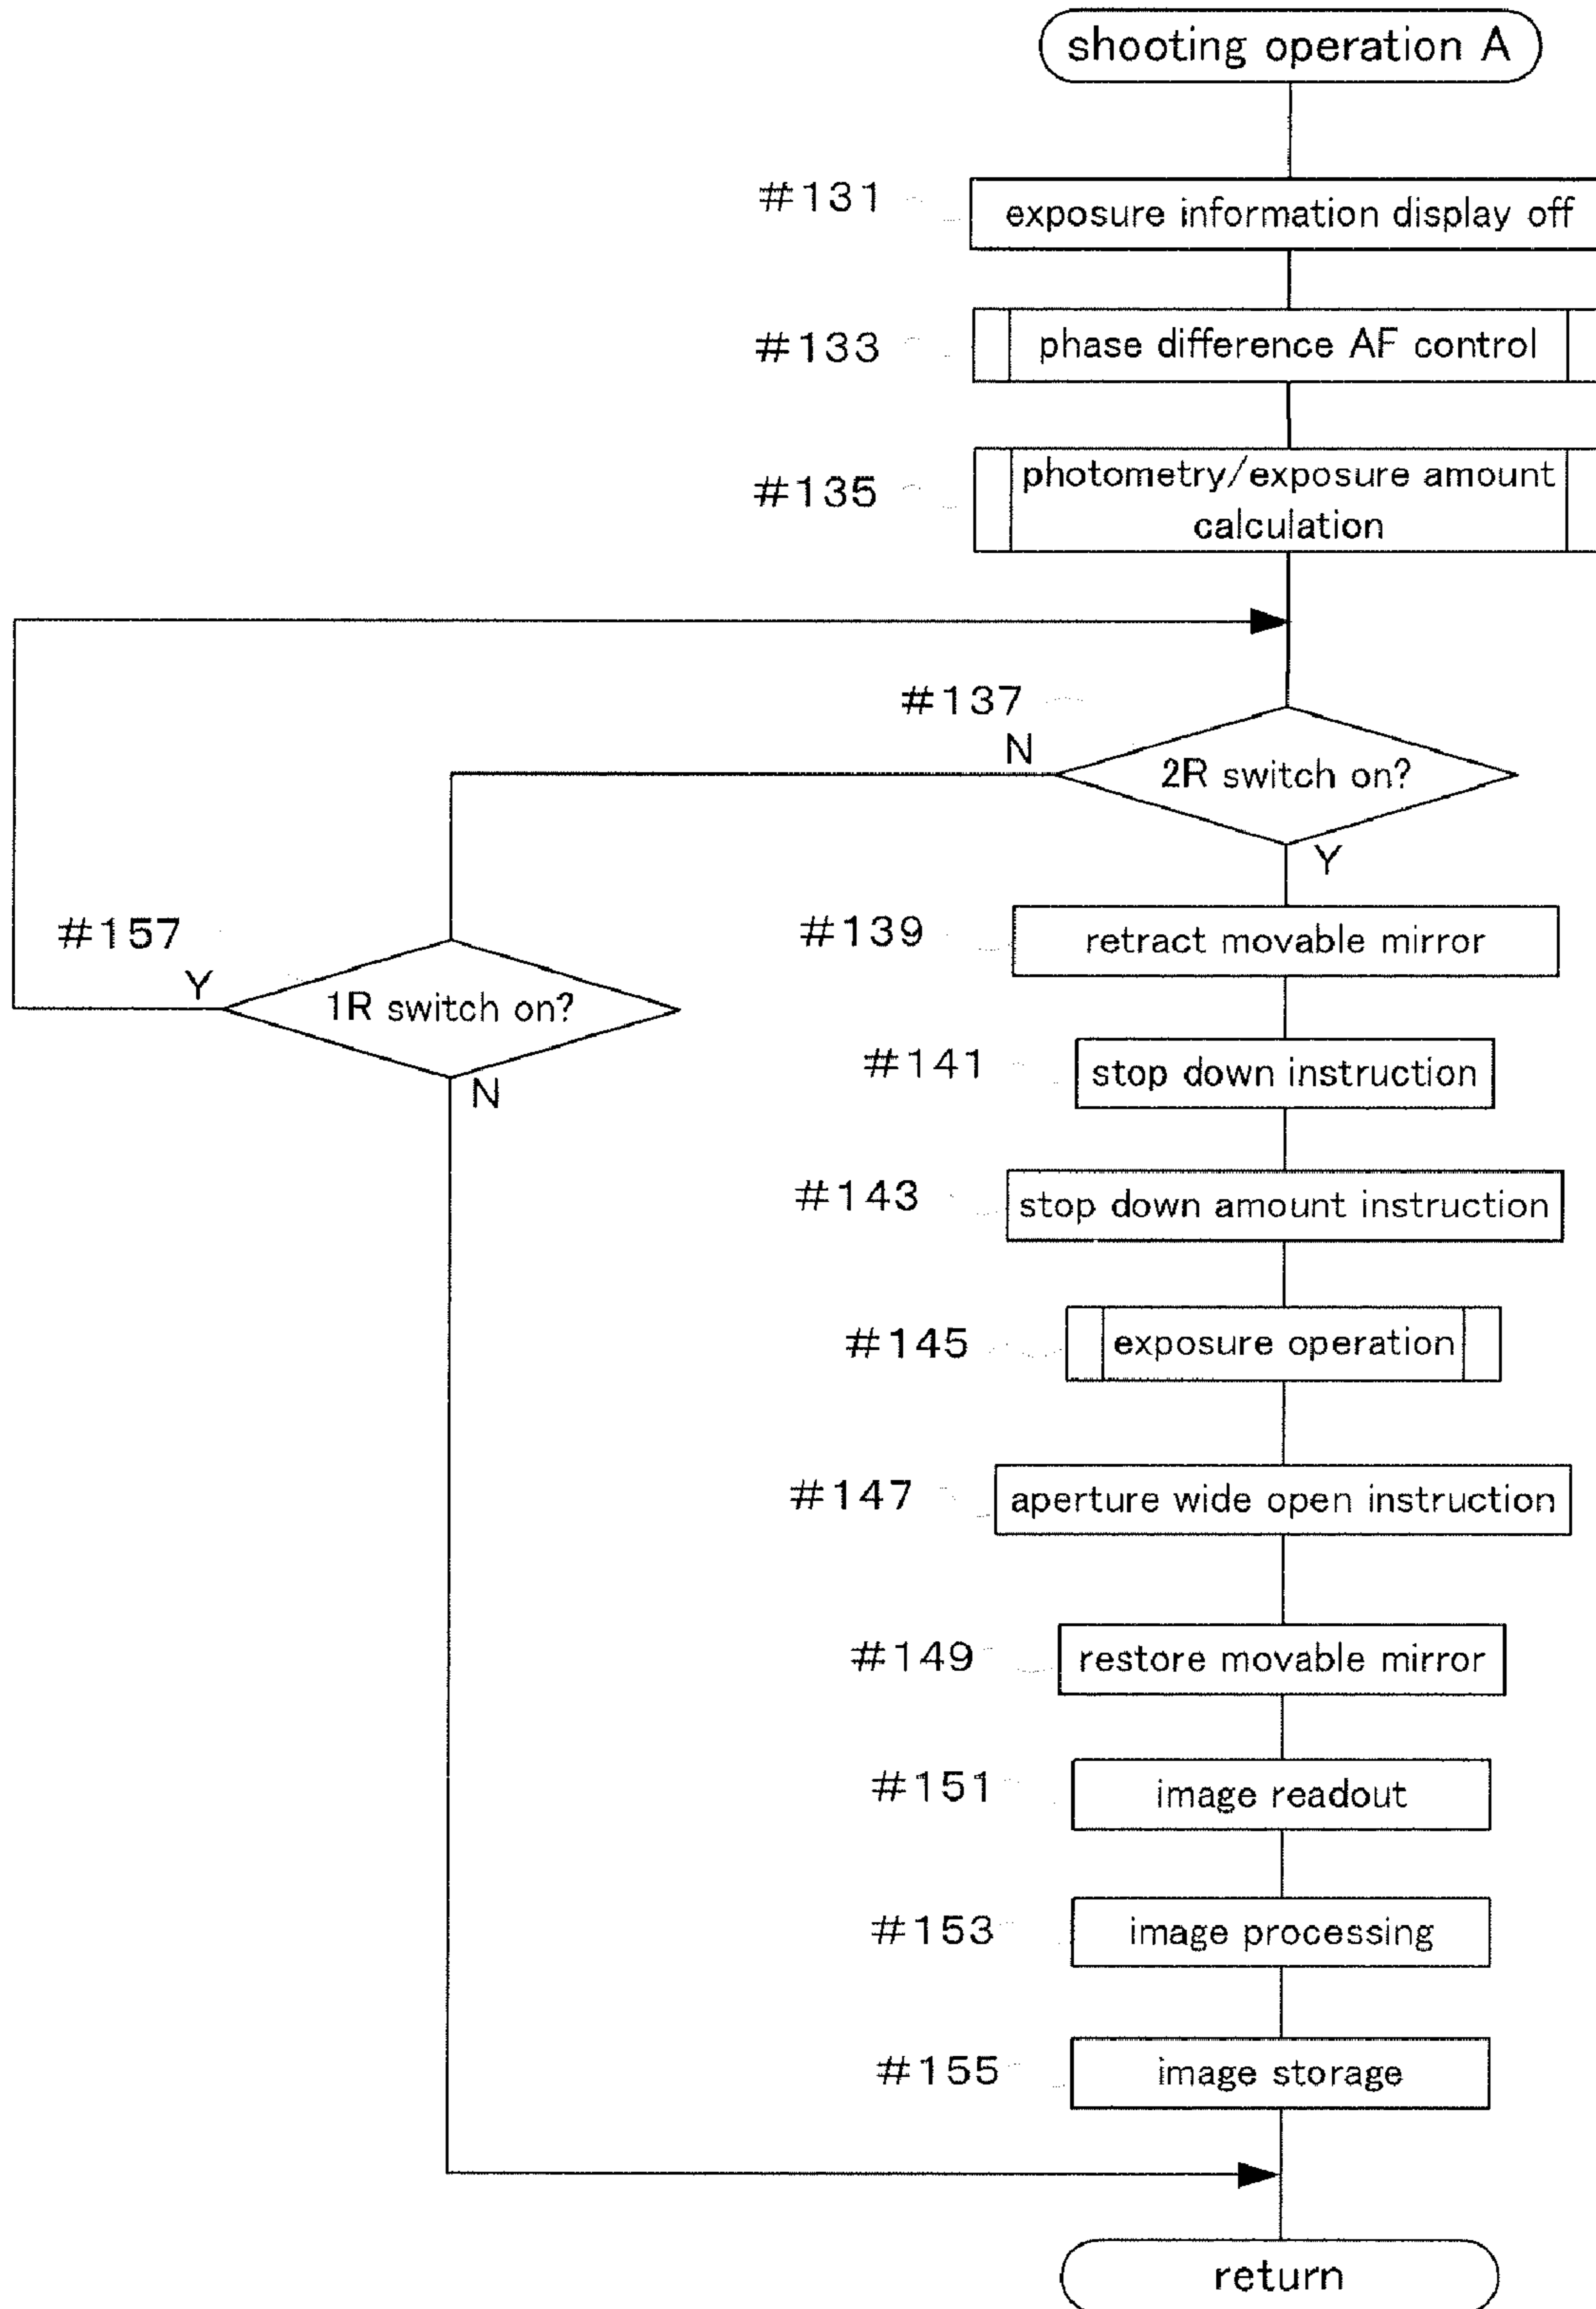 shooting operation A
#131
exposure information display off
#133
phase difference AF control
#135
photometry/exposure amount
calculation
#137
N
2R switch on?
Y
#157
Y
1R switch on?
N
#139
retract movable mirror
#141
stop down instruction
#143
stop down amount instruction
#145
exposure operation
#147
aperture wide open instruction
#149
restore movable mirror
#151
image readout
#153
image processing
#155
image storage
return